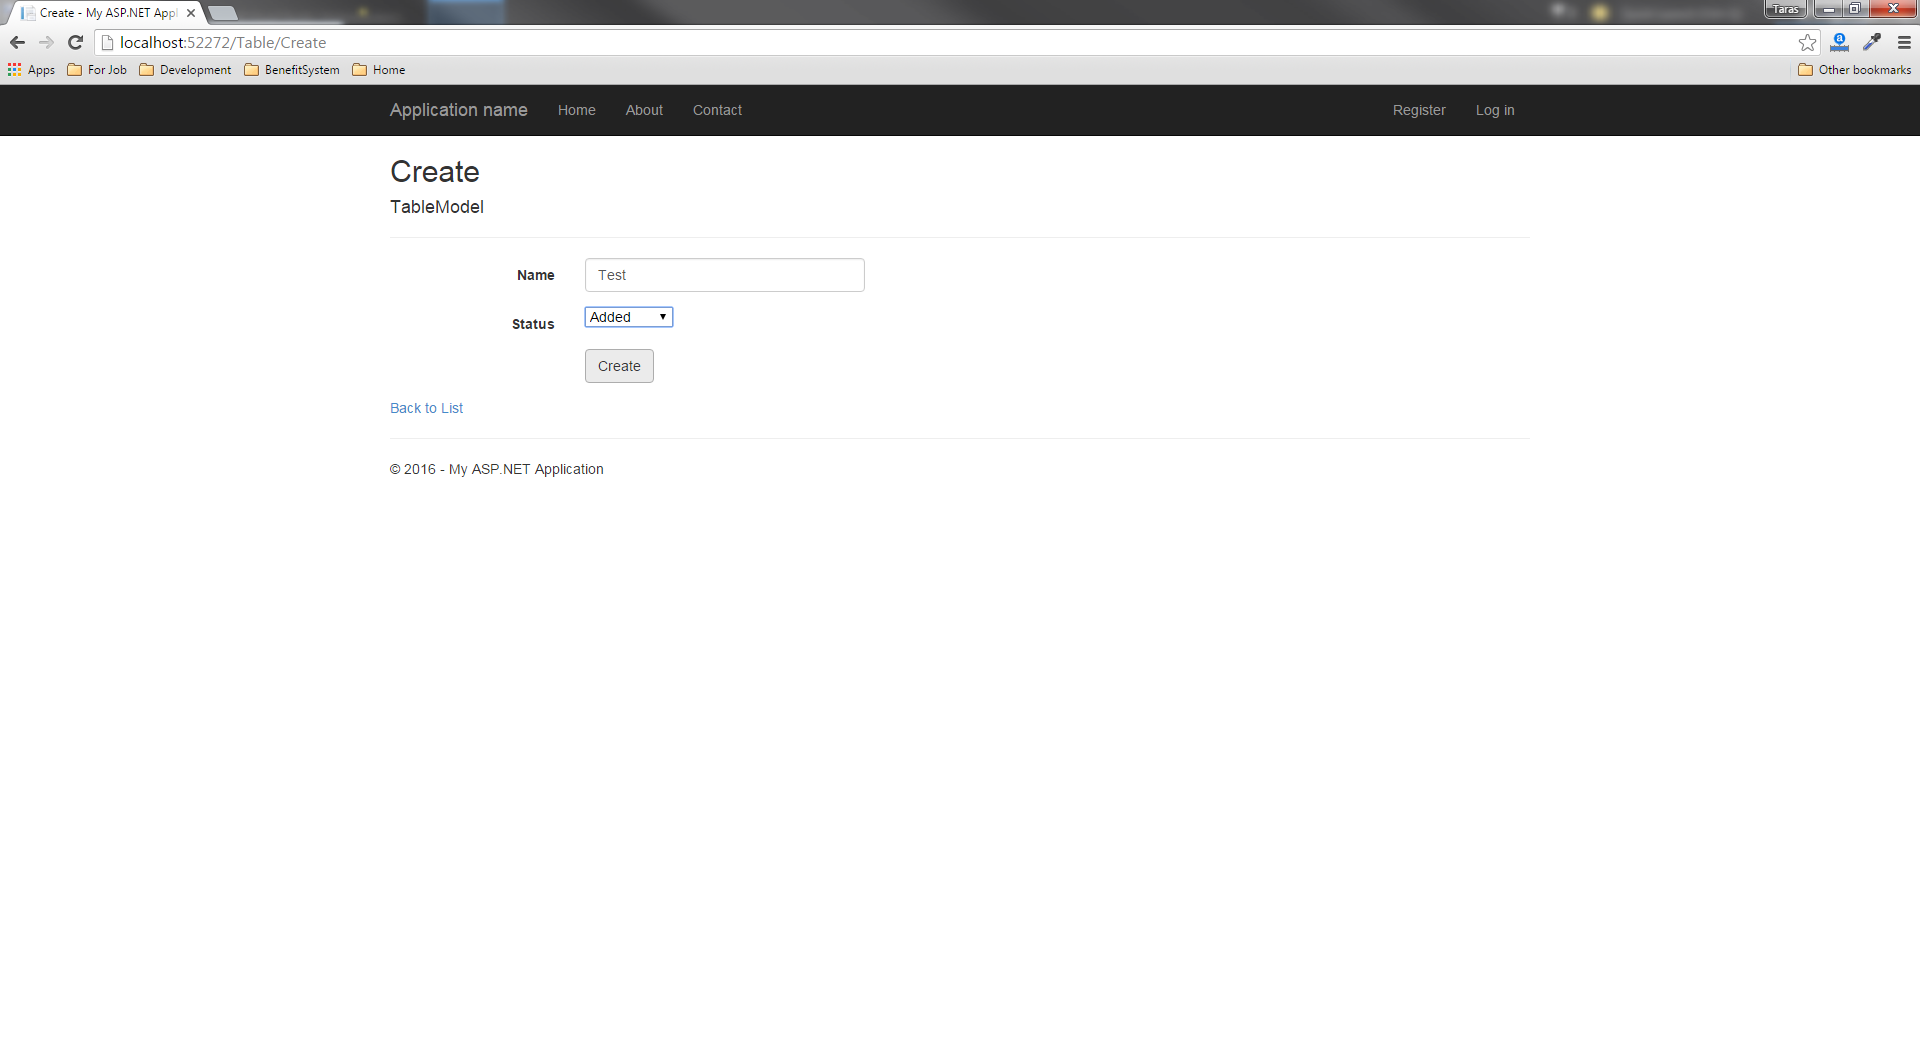 Create - My ASP.NET Appl
Taras
localhost:52272/Table/Create
Apps For Job Development BenefitSystem Home Other bookmarks
Application name Home About Contact Register Log in
Create
TableModel
Name Test
Status Added
Create
Back to List
© 2016 - My ASP.NET Application